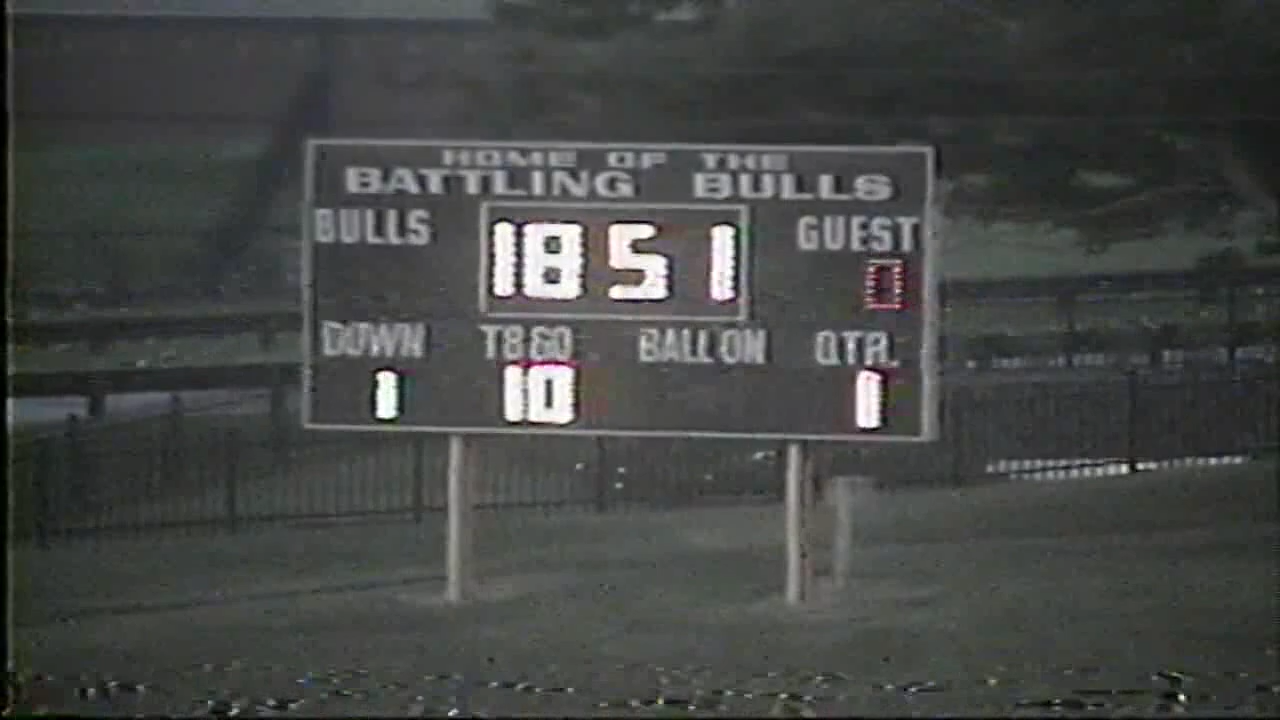 HOME OF THE
BATTLING BULLS
BULLS 18 51 GUEST
0
DOWN TO GO BALL ON QTR.
1 10 1